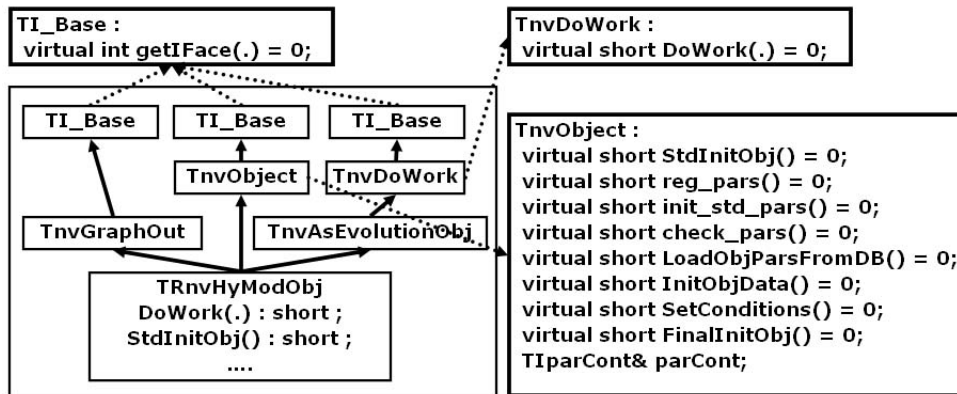 TI_Base :
virtual int getIFace(.) = 0;
TnvDoWork :
virtual short DoWork(.) = 0;
TI_Base
TI_Base
TI_Base
TnvObject
TnvDoWork
TnvGraphOut
TnvAsEvolutionObj
TRnvHyModObj
DoWork(.) : short ;
StdInitObj() : short ;
....
TnvObject :
virtual short StdInitObj() = 0;
virtual short reg_pars() = 0;
virtual short init_std_pars() = 0;
virtual short check_pars() = 0;
virtual short LoadObjParsFromDB() = 0;
virtual short InitObjData() = 0;
virtual short SetConditions() = 0;
virtual short FinalInitObj() = 0;
TIparCont& parCont;